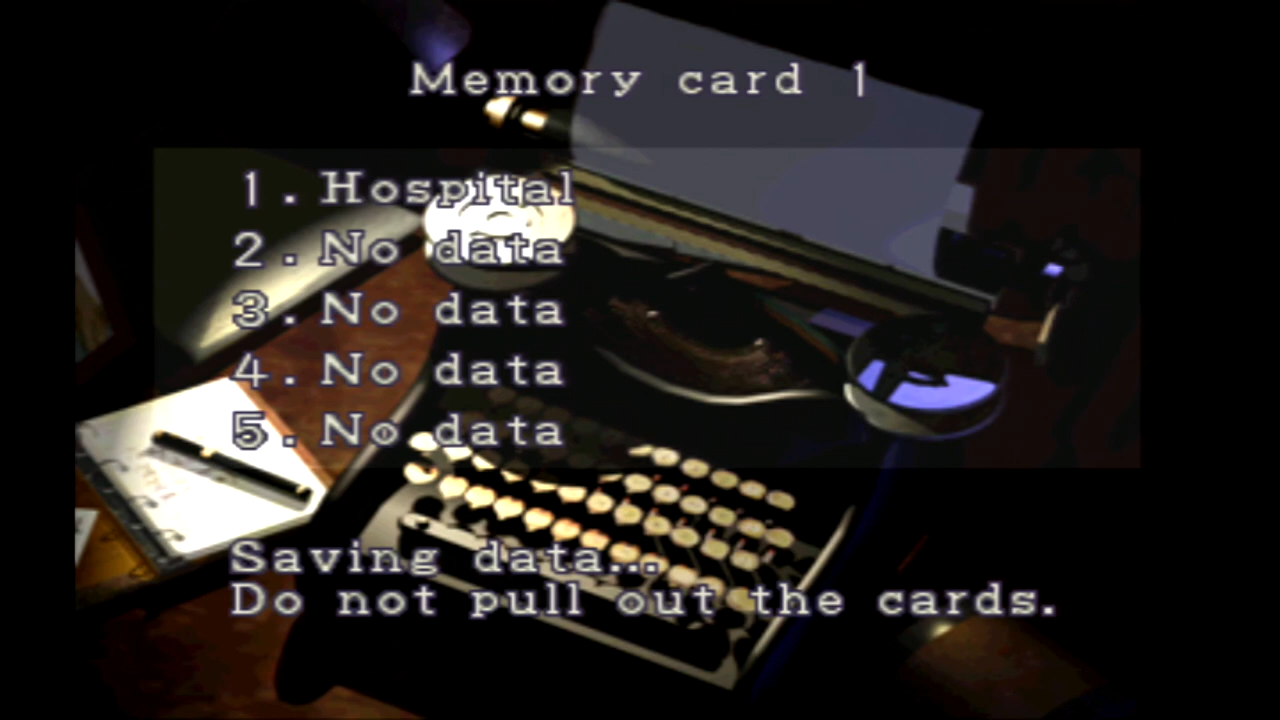 Memory card 1
1. Hospital
2. No data
3. No data
4. No data
5. No data
Saving data...
Do not pull out the cards.